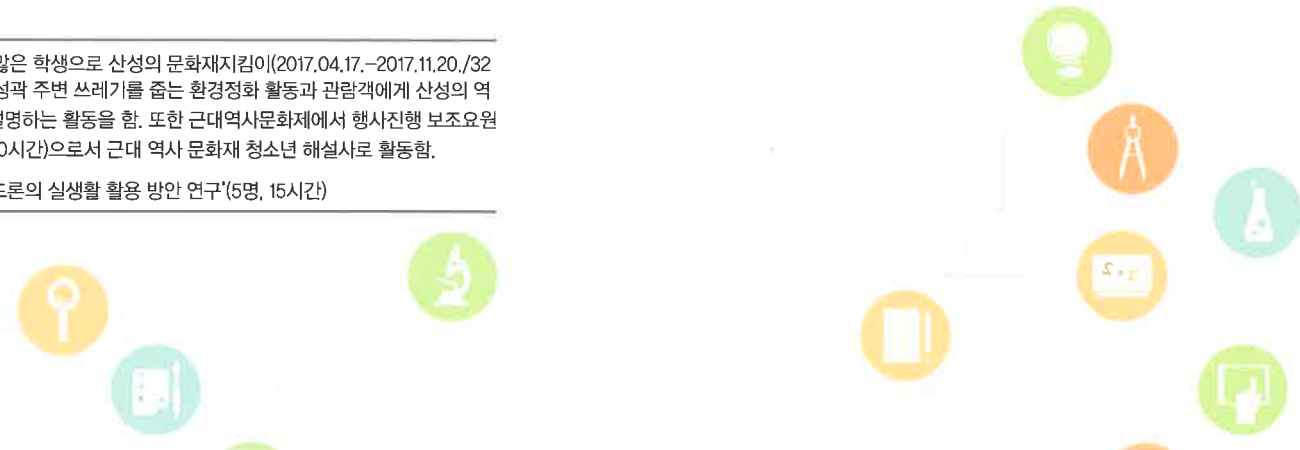 많은 학생으로 산성의 문화재지킴이(2017.04.17.-2017.11.20./32
성곽 주변 쓰레기를 줍는 환경정화 활동과 관람객에게 산성의 역
설명하는 활동을 함. 또한 근대역사문화제에서 행사진행 보조요원
0시간)으로서 근대 역사 문화재 청소년 해설사로 활동함.
드론의 실생활 활용 방안 연구'(5명, 15시간)